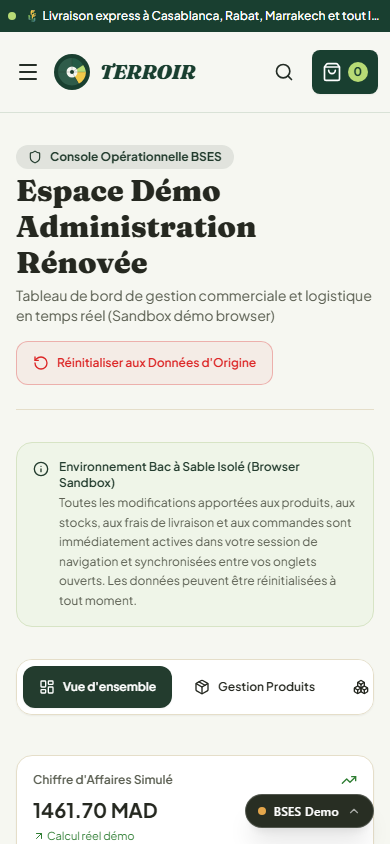 Livraison express à Casablanca, Rabat, Marrakech et tout l...
TERROIR
0
Console Opérationnelle BSES
Espace Démo
Administration
Rénovée
Tableau de bord de gestion commerciale et logistique
en temps réel (Sandbox démo browser)
Réinitialiser aux Données d'Origine
Environnement Bac à Sable Isolé (Browser
Sandbox)
Toutes les modifications apportées aux produits, aux
stocks, aux frais de livraison et aux commandes sont
immédiatement actives dans votre session de
navigation et synchronisées entre vos onglets
ouverts. Les données peuvent être réinitialisées à
tout moment.
Vue d'ensemble
Gestion Produits
Chiffre d'Affaires Simulé
1461.70 MAD
BSES Demo
Calcul réel démo